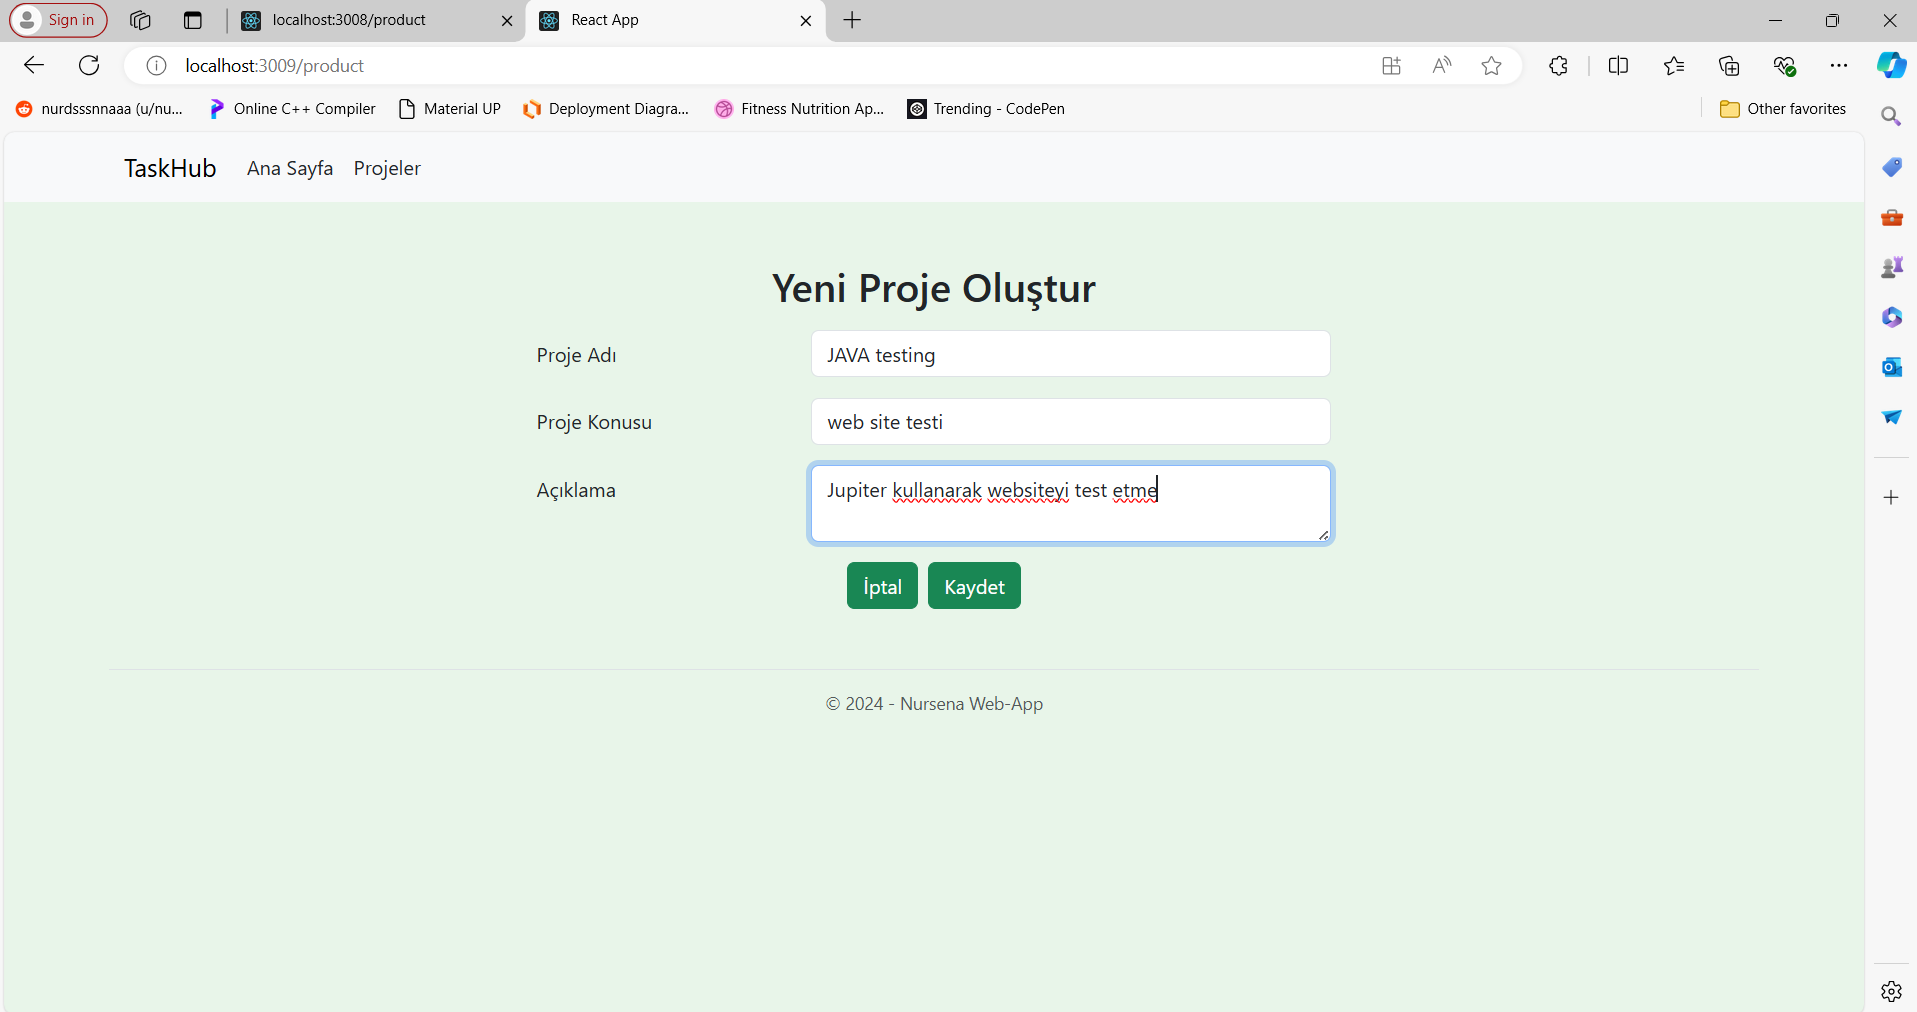 Sign in
localhost:3008/product
React App
localhost:3009/product
nurdsssnnaaa (u/nu...
Online C++ Compiler
Material UP
Deployment Diagra...
Fitness Nutrition Ap...
Trending - CodePen
Other favorites
TaskHub Ana Sayfa Projeler
Yeni Proje Oluştur
Proje Adı JAVA testing
Proje Konusu web site testi
Açıklama Jupiter kullanarak websiteyi test etme
İptal Kaydet
© 2024 - Nursena Web-App